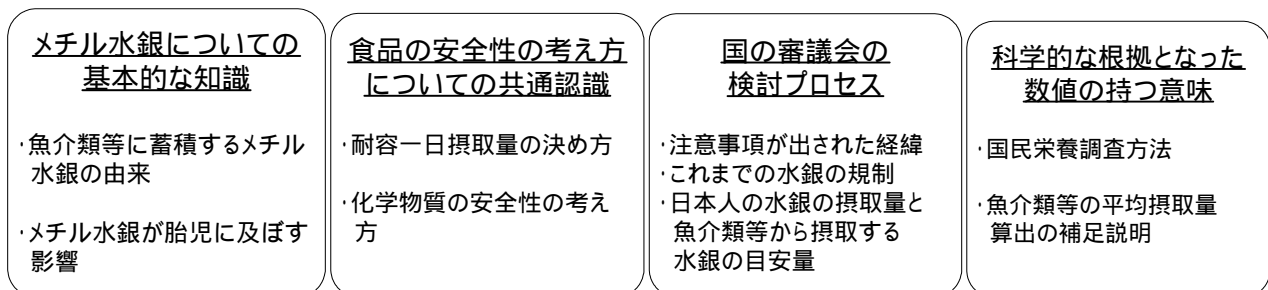 メチル水銀についての
基本的な知識
・魚介類等に蓄積するメチル
水銀の由来
・メチル水銀が胎児に及ぼす
影響
食品の安全性の考え方
についての共通認識
・耐容一日摂取量の決め方
・化学物質の安全性の考え
方
国の審議会の
検討プロセス
・注意事項が出された経緯
・これまでの水銀の規制
・日本人の水銀の摂取量と
魚介類等から摂取する
水銀の目安量
科学的な根拠となった
数値の持つ意味
・国民栄養調査方法
・魚介類等の平均摂取量
算出の補足説明